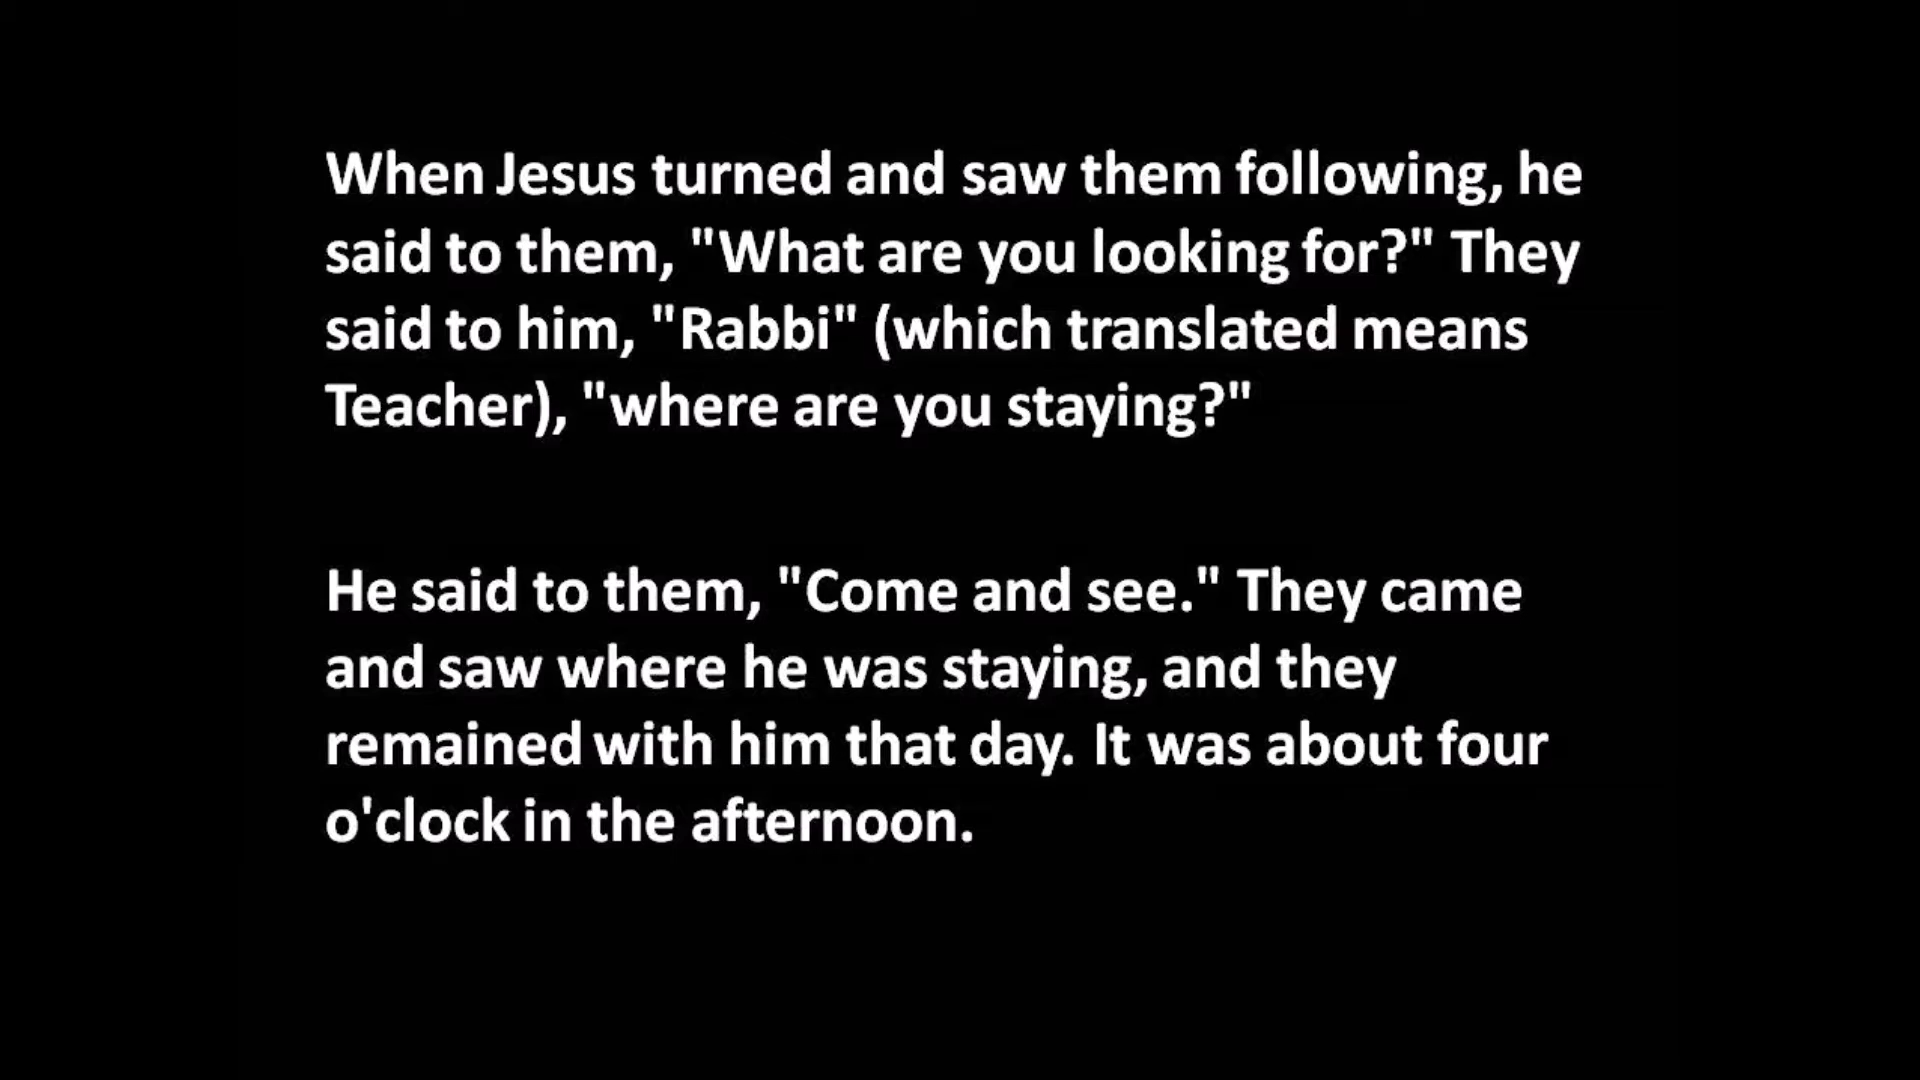 When Jesus turned and saw them following, he
said to them, "What are you looking for?" They
said to him, "Rabbi" (which translated means
Teacher), "where are you staying?"
He said to them, "Come and see." They came
and saw where he was staying, and they
remained with him that day. It was about four
o'clock in the afternoon.